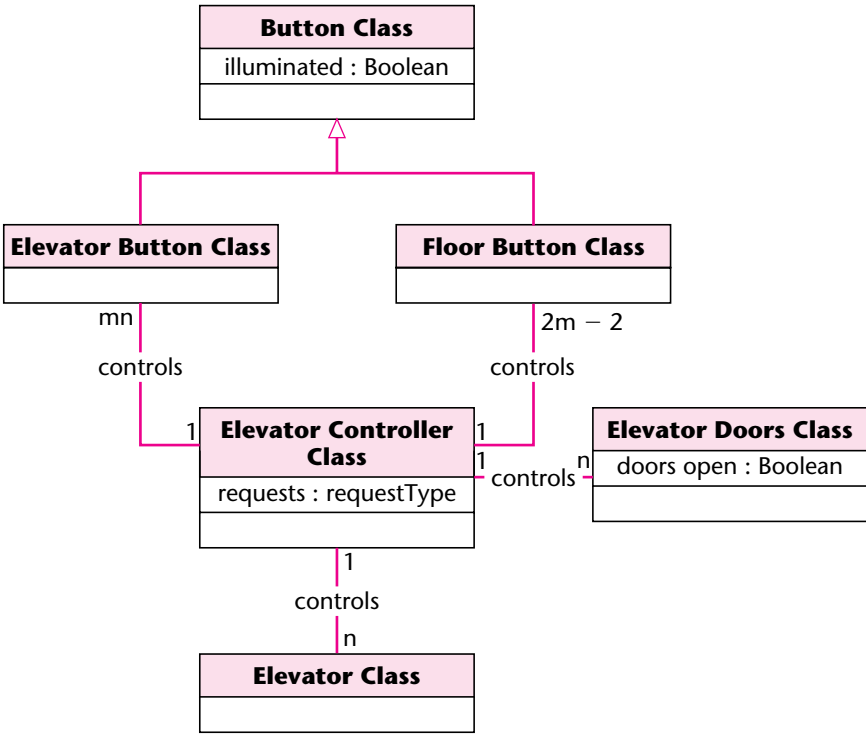 Button Class
illuminated : Boolean
Elevator Button Class
Floor Button Class
mn
2m − 2
controls
controls
1
Elevator Controller
Class
1
1
controls
n
Elevator Doors Class
requests : requestType
doors open : Boolean
1
controls
n
Elevator Class